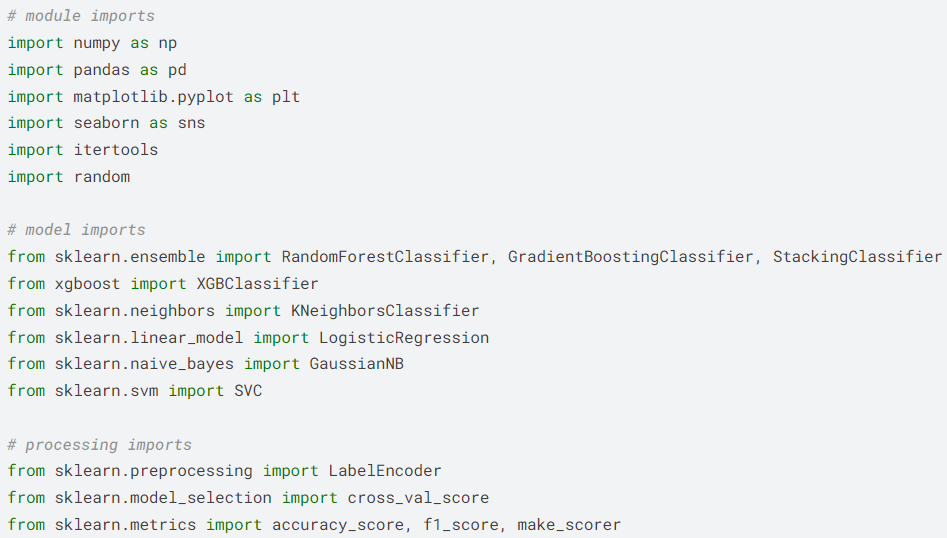 # module imports
import numpy as np
import pandas as pd
import matplotlib.pyplot as plt
import seaborn as sns
import itertools
import random

# model imports
from sklearn.ensemble import RandomForestClassifier, GradientBoostingClassifier, StackingClassifier
from xgboost import XGBClassifier
from sklearn.neighbors import KNeighborsClassifier
from sklearn.linear_model import LogisticRegression
from sklearn.naive_bayes import GaussianNB
from sklearn.svm import SVC

# processing imports
from sklearn.preprocessing import LabelEncoder
from sklearn.model_selection import cross_val_score
from sklearn.metrics import accuracy_score, f1_score, make_scorer